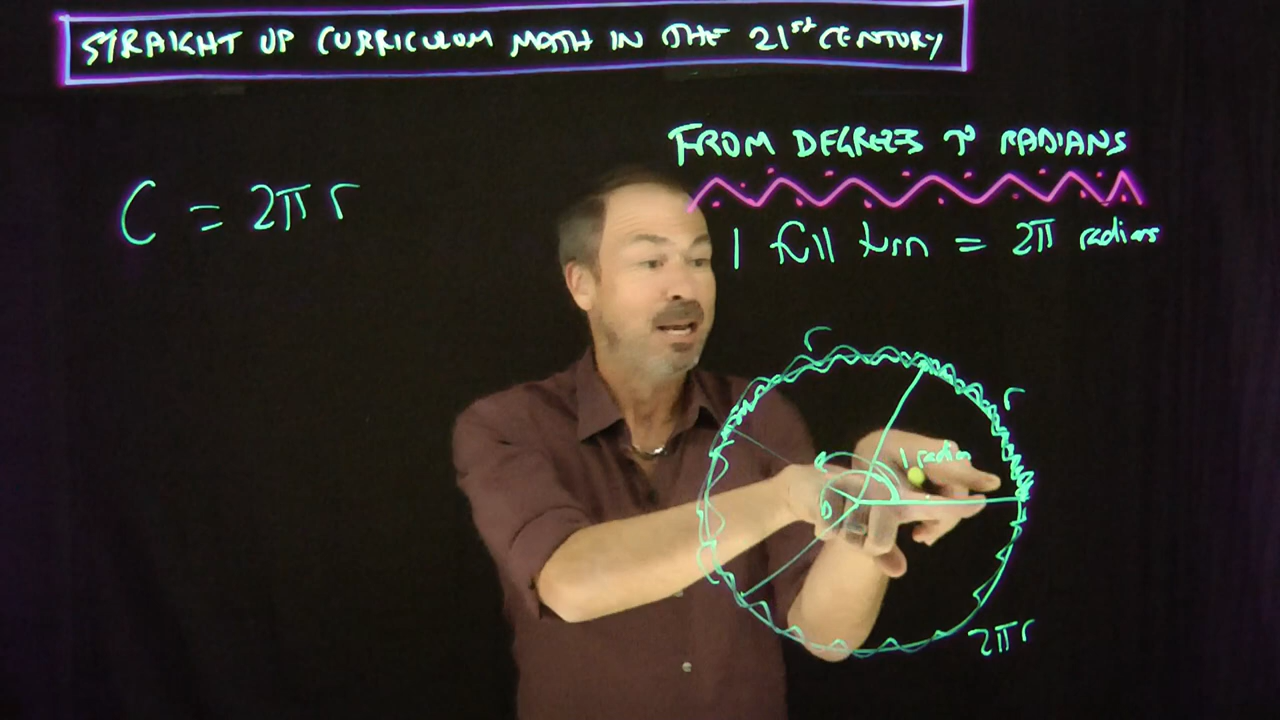 STRAIGHT UP CURRICULUM MATH IN THE 21st CENTURY
FROM DEGREES TO RADIANS
C = 2πr
1 full turn = 2π radians
r
r
1 radian
2πr